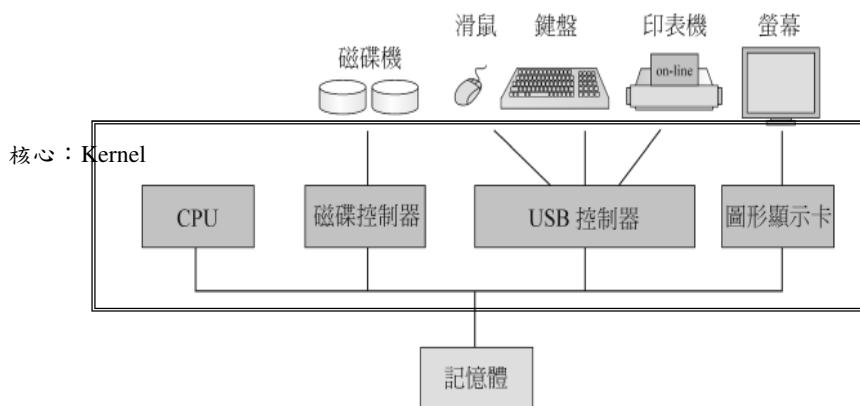 滑鼠 鍵盤 印表機 螢幕
磁碟機
on-line
核心：Kernel
CPU 磁碟控制器 USB 控制器 圖形顯示卡
記憶體